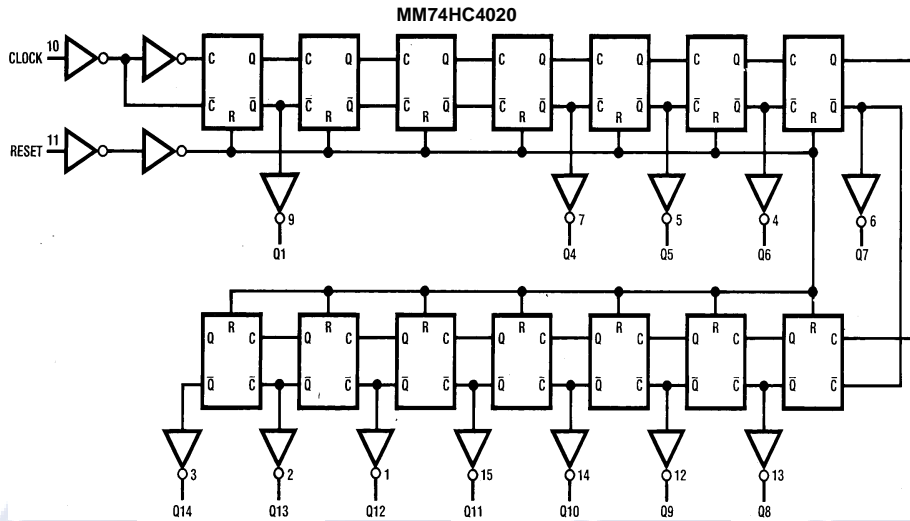 MM74HC4020
10
CLOCK
C Q C Q C Q C Q C Q C Q C Q
C̅ Q̅ C̅ Q̅ C̅ Q̅ C̅ Q̅ C̅ Q̅ C̅ Q̅ C̅ Q̅
R R R R R R R
11
RESET
9 7 5 4 6
Q1 Q4 Q5 Q6 Q7
R R R R R R R
Q C Q C Q C Q C Q C Q C Q C
Q̅ C̅ Q̅ C̅ Q̅ C̅ Q̅ C̅ Q̅ C̅ Q̅ C̅ Q̅ C̅
3 2 1 15 14 12 13
Q14 Q13 Q12 Q11 Q10 Q9 Q8